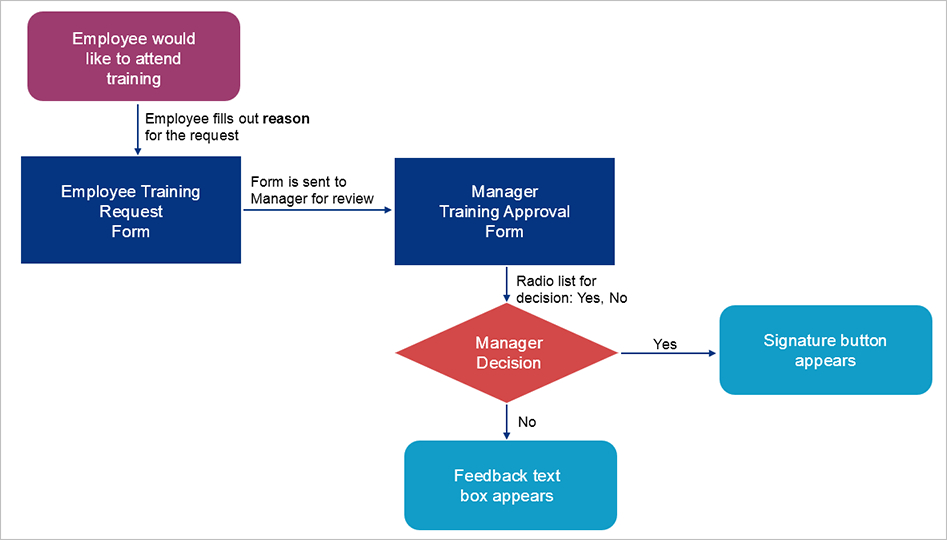 Employee would
like to attend
training
Employee fills out reason
for the request
Employee Training
Request
Form
Form is sent to
Manager for review
Manager
Training Approval
Form
Radio list for
decision: Yes, No
Manager
Decision
Yes
Signature button
appears
No
Feedback text
box appears